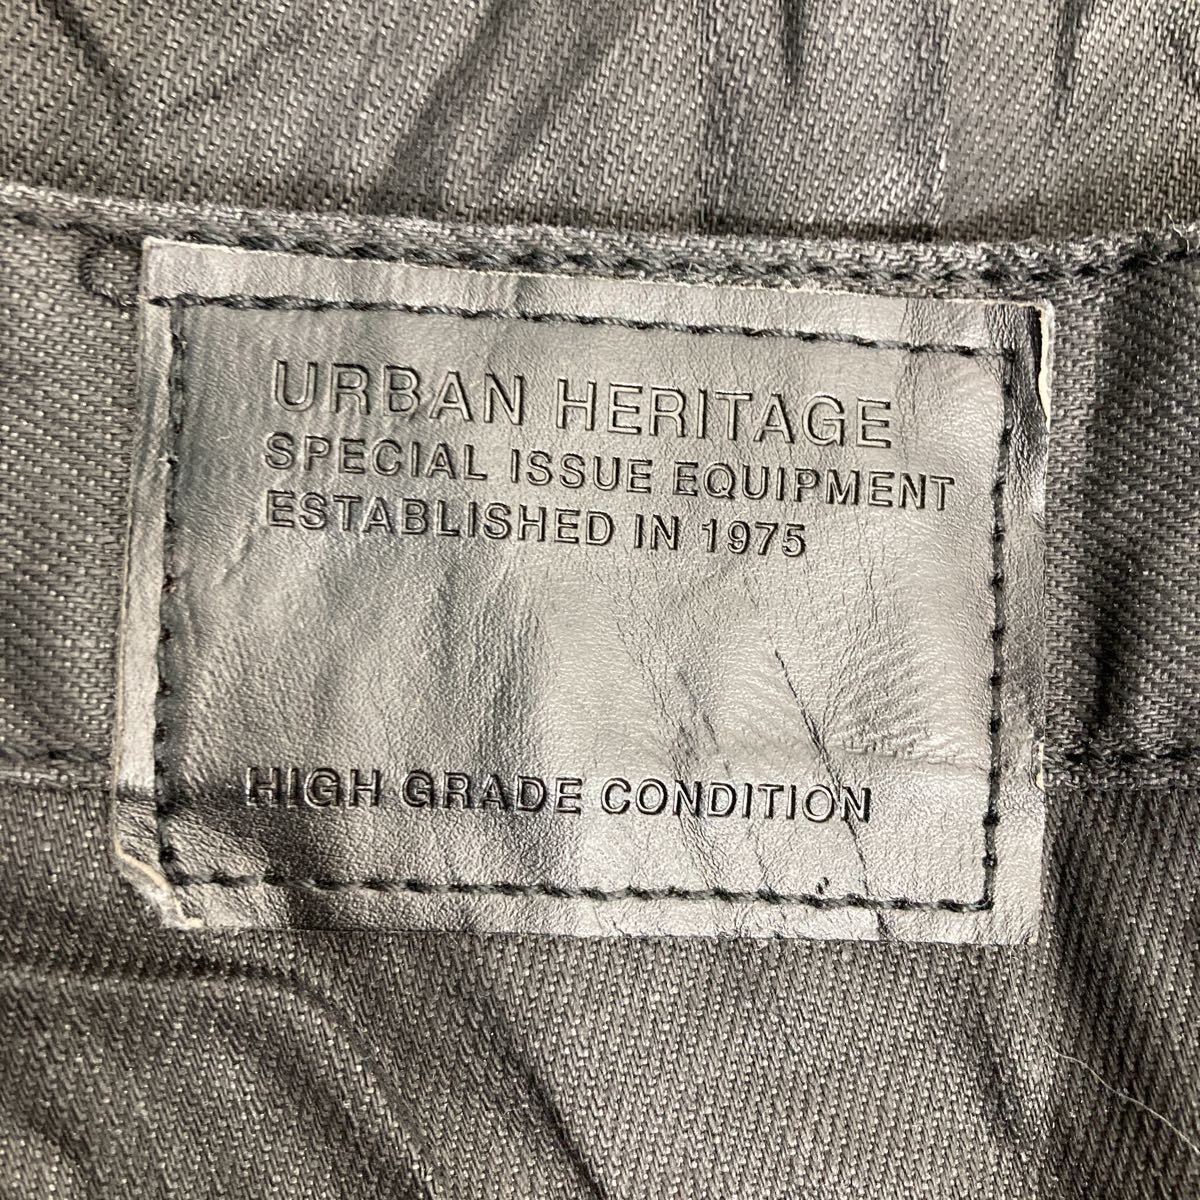 URBAN HERITAGE
SPECIAL ISSUE EQUIPMENT
ESTABLISHED IN 1975
HIGH GRADE CONDITION